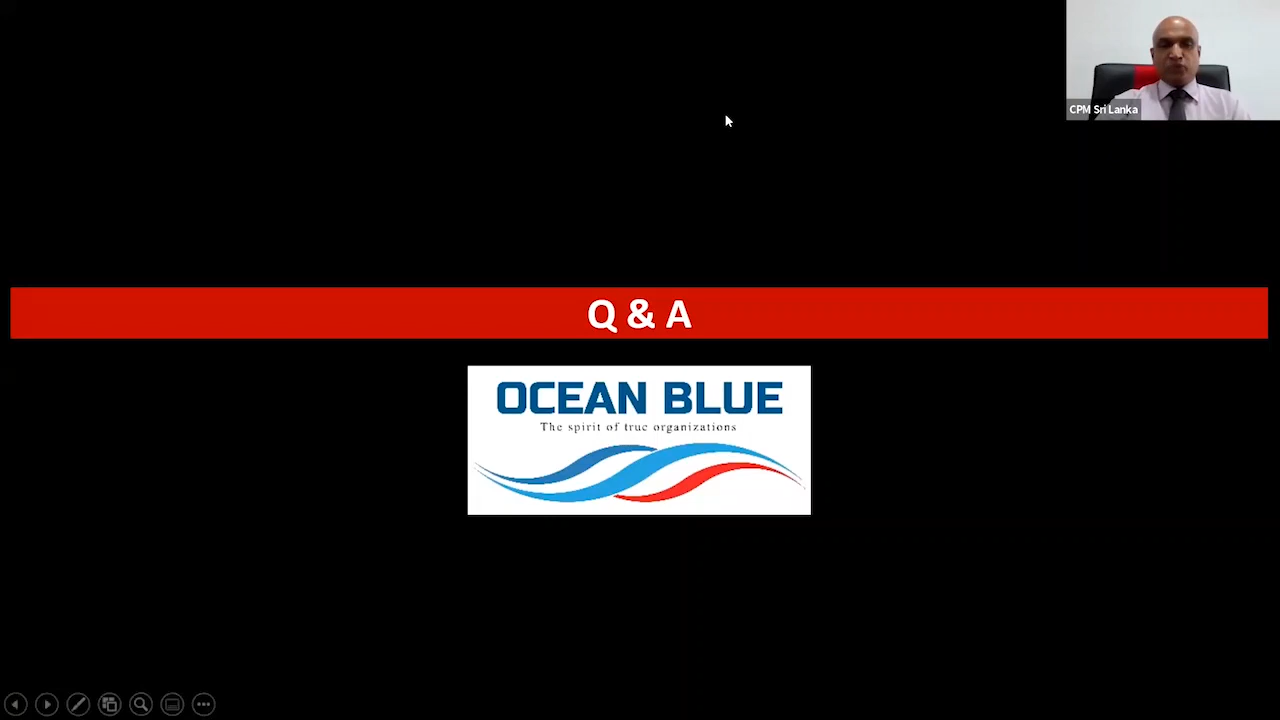 CPM Sri Lanka
Q & A
OCEAN BLUE
The spirit of true organizations